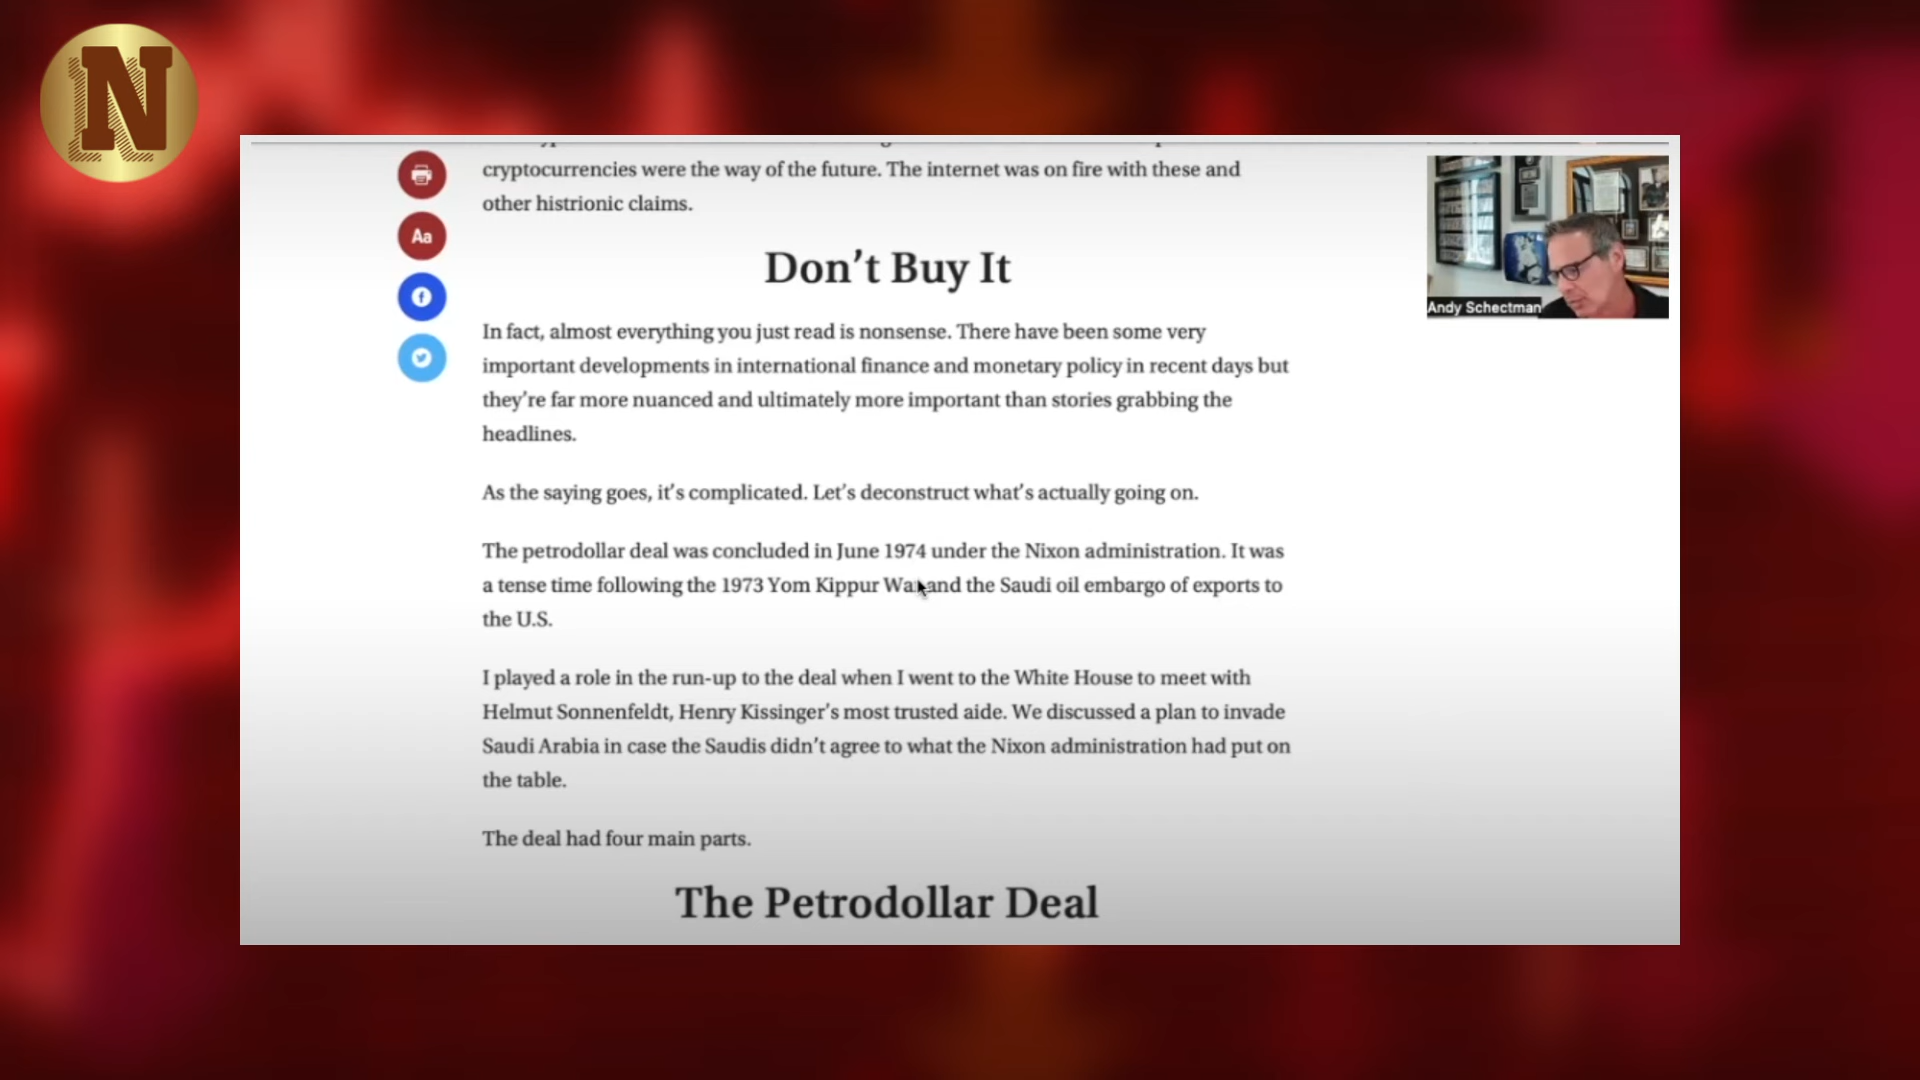 N
cryptocurrencies were the way of the future. The internet was on fire with these and
other histrionic claims.
Aa
Don't Buy It
In fact, almost everything you just read is nonsense. There have been some very
important developments in international finance and monetary policy in recent days but
they're far more nuanced and ultimately more important than stories grabbing the
headlines.
As the saying goes, it's complicated. Let's deconstruct what's actually going on.
The petrodollar deal was concluded in June 1974 under the Nixon administration. It was
a tense time following the 1973 Yom Kippur War and the Saudi oil embargo of exports to
the U.S.
I played a role in the run-up to the deal when I went to the White House to meet with
Helmut Sonnenfeldt, Henry Kissinger's most trusted aide. We discussed a plan to invade
Saudi Arabia in case the Saudis didn't agree to what the Nixon administration had put on
the table.
The deal had four main parts.
The Petrodollar Deal
Andy Schectman